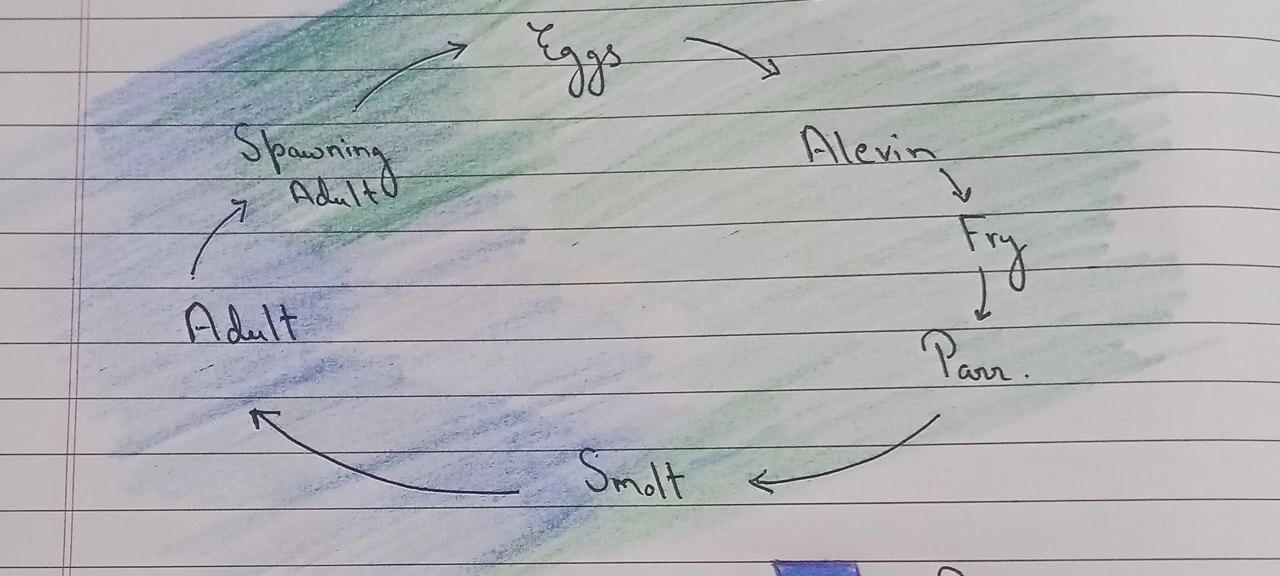 Eggs
Spawning
Adult
Alevin
Fry
Parr.
Smolt
Adult